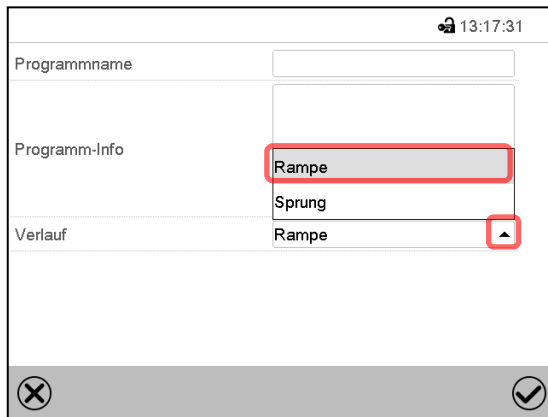 13:17:31
Programmname
Programm-Info
Rampe
Sprung
Verlauf
Rampe